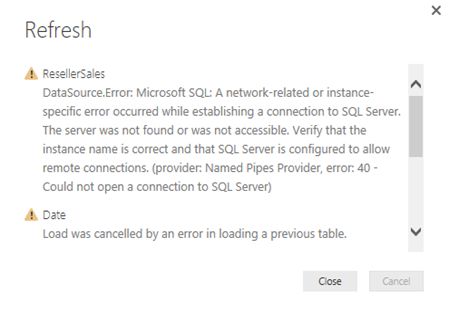 Refresh
ResellerSales
DataSource.Error: Microsoft SQL: A network-related or instance-
specific error occurred while establishing a connection to SQL Server.
The server was not found or was not accessible. Verify that the
instance name is correct and that SQL Server is configured to allow
remote connections. (provider: Named Pipes Provider, error: 40 -
Could not open a connection to SQL Server)
Date
Load was cancelled by an error in loading a previous table.
Close
Cancel